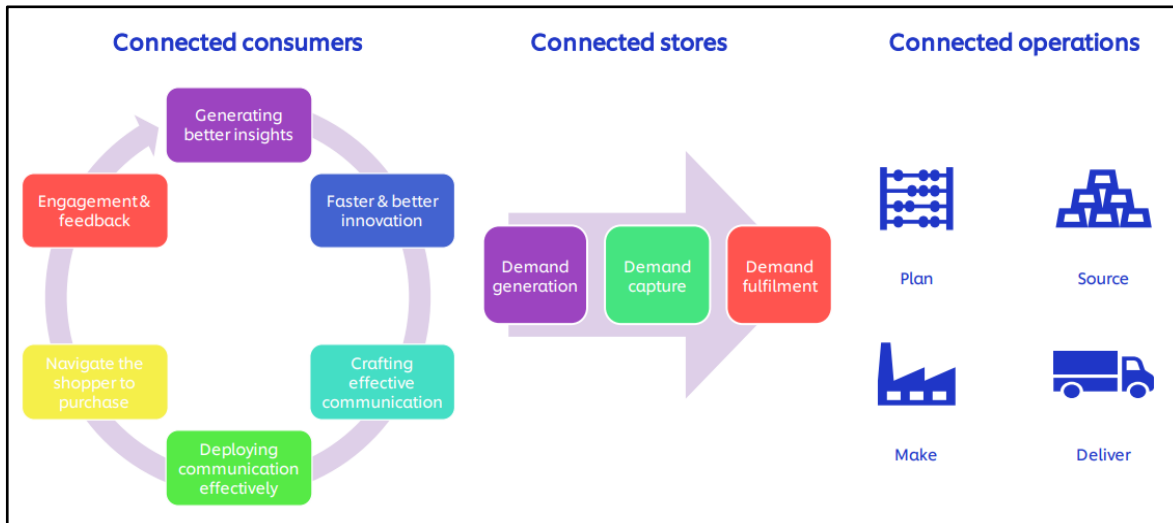 Connected consumers
Generating
better insights
Faster & better
innovation
Crafting
effective
communication
Deploying
communication
effectively
Navigate the
shopper to
purchase
Engagement &
feedback
Connected stores
Demand
generation
Demand
capture
Demand
fulfilment
Connected operations
Plan
Source
Make
Deliver